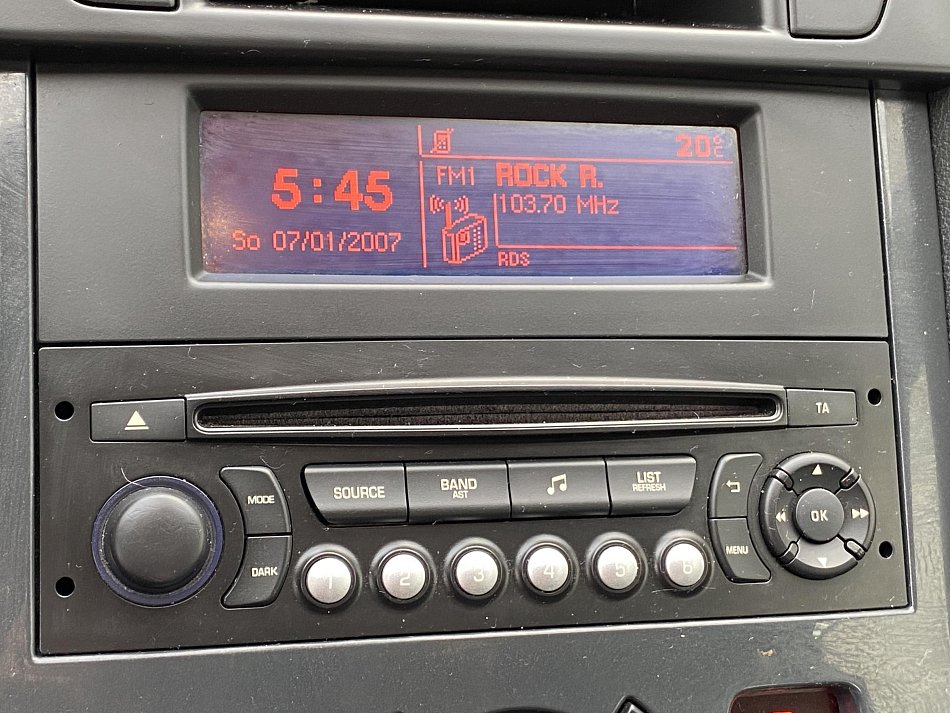 5:45
So 07/01/2007
20°C
FM1 ROCK R.
103.70 MHz
RDS
TA
MODE
SOURCE
BAND
AST
LIST
REFRESH
DARK
1 2 3 4 5 6
MENU
OK